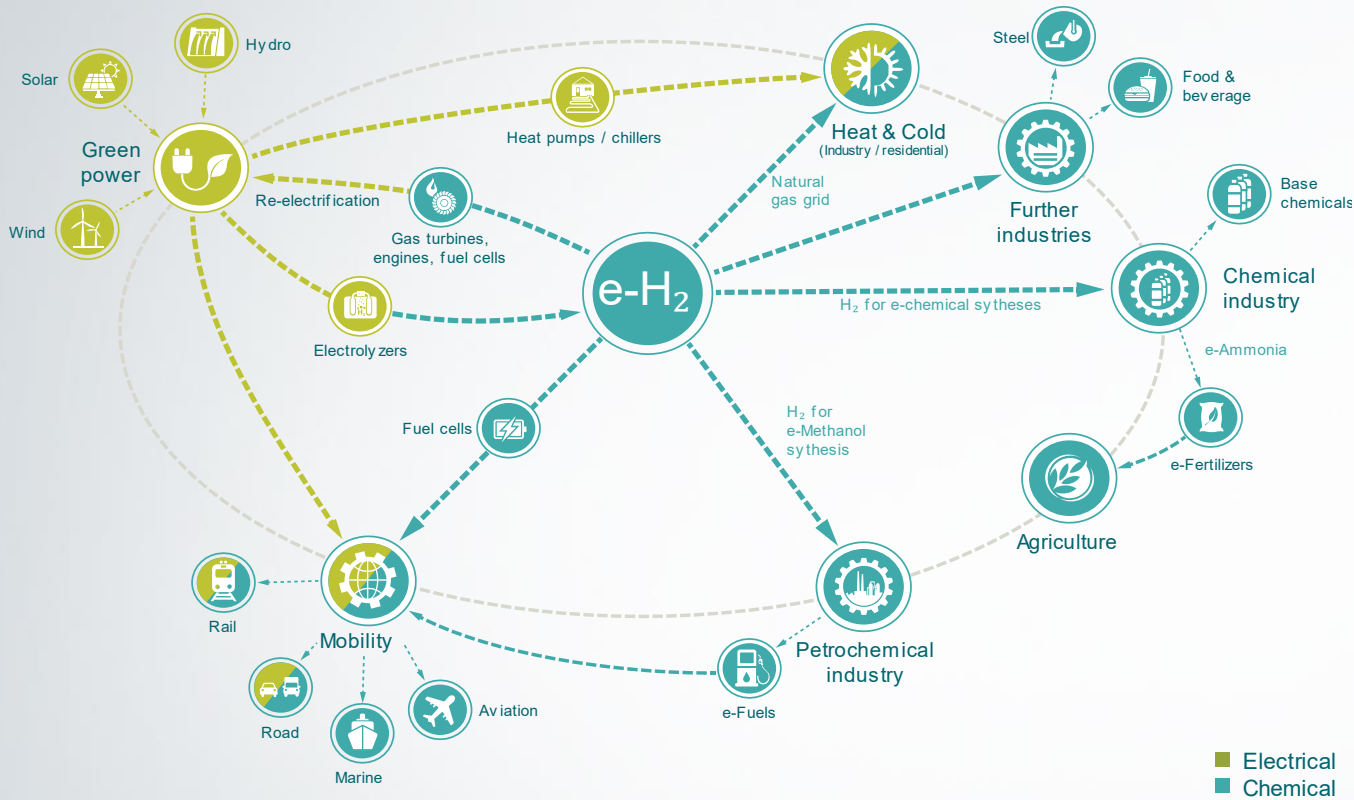 Hydro
Steel
Solar
Food &
beverage
Heat pumps / chillers
Heat & Cold
(Industry / residential)
Green
power
Natural
gas grid
Base
chemicals
Re-electrification
Further
industries
Wind
Gas turbines,
engines, fuel cells
e-H₂
Chemical
industry
H₂ for e-chemical sytheses
Electrolyzers
e-Ammonia
Fuel cells
H₂ for
e-Methanol
sythesis
e-Fertilizers
Agriculture
Rail
Mobility
Petrochemical
industry
e-Fuels
Aviation
Road
Marine
Electrical
Chemical